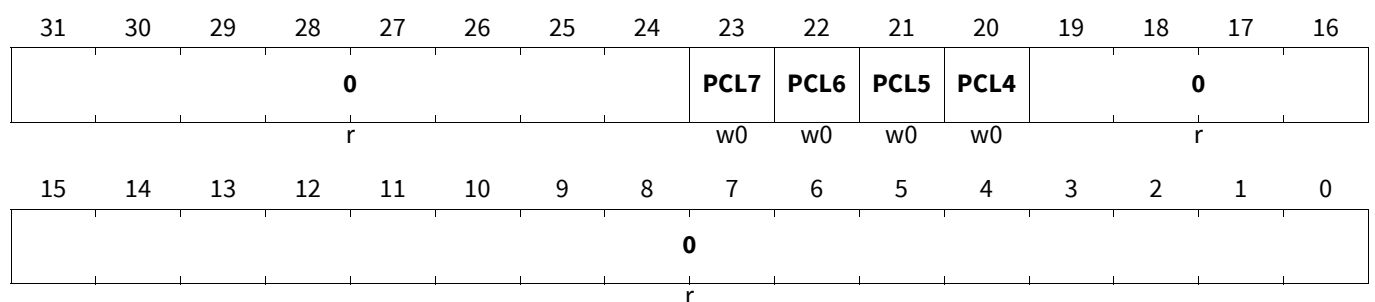 31 30 29 28 27 26 25 24 23 22 21 20 19 18 17 16
0 PCL7 PCL6 PCL5 PCL4 0
r w0 w0 w0 w0 r
15 14 13 12 11 10 9 8 7 6 5 4 3 2 1 0
0
r